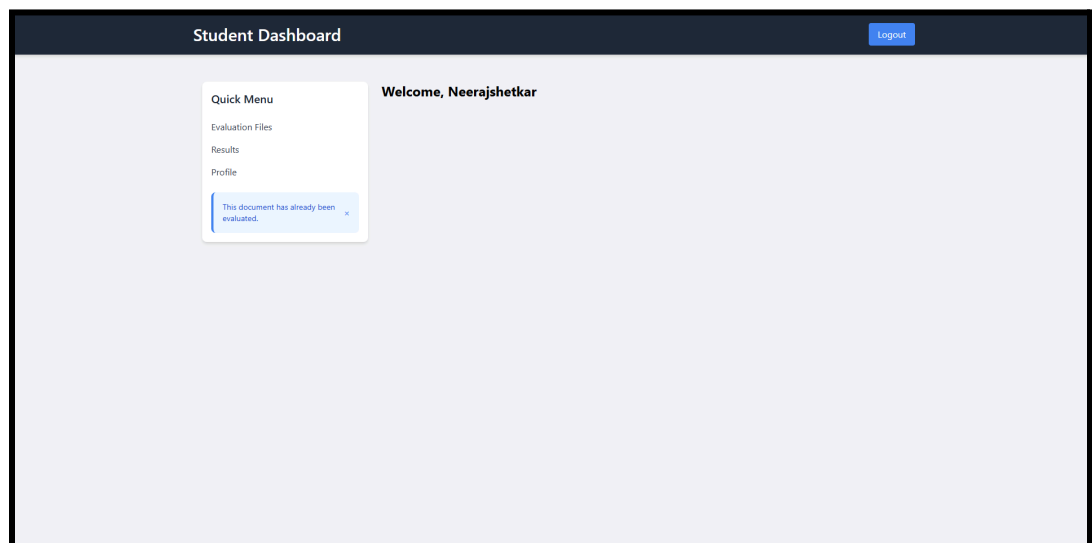 Student Dashboard
Logout
Quick Menu
Evaluation Files
Results
Profile
This document has already been
evaluated.
×
Welcome, Neerajshetkar